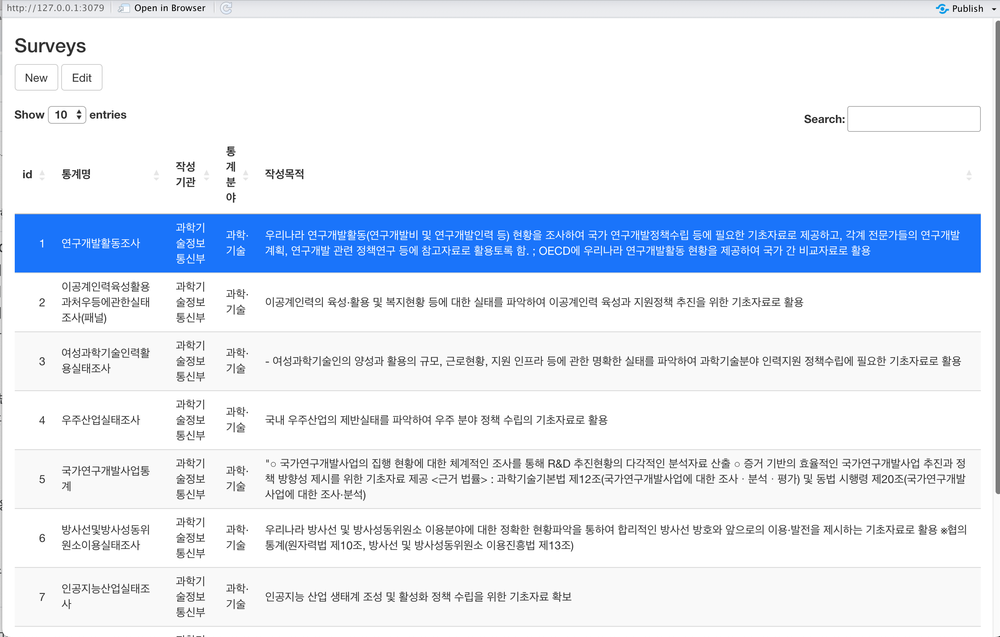 http://127.0.0.1:3079 Open in Browser Publish
Surveys
New Edit
Show 10 entries
Search:
id 통계명 작성 기관 통계분야 작성목적
1 연구개발활동조사
과학기
술정보
통신부
과학·
기술
우리나라 연구개발활동(연구개발비 및 연구개발인력 등) 현황을 조사하여 국가 연구개발정책수립 등에 필요한 기초자료로 제공하고, 각계 전문가들의 연구개발
계획, 연구개발 관련 정책연구 등에 참고자료로 활용토록 함. ; OECD에 우리나라 연구개발활동 현황을 제공하여 국가 간 비교자료로 활용
2
이공계인력육성활용
과처우등에관한실태
조사(패널)
과학기
술정보
통신부
과학·
기술
이공계인력의 육성·활용 및 복지현황 등에 대한 실태를 파악하여 이공계인력 육성과 지원정책 추진을 위한 기초자료로 활용
3
여성과학기술인력활
용실태조사
과학기
술정보
통신부
과학·
기술
- 여성과학기술인의 양성과 활용의 규모, 근로현황, 지원 인프라 등에 관한 명확한 실태를 파악하여 과학기술분야 인력지원 정책수립에 필요한 기초자료로 활용
4
우주산업실태조사
과학기
술정보
통신부
과학·
기술
국내 우주산업의 제반실태를 파악하여 우주 분야 정책 수립의 기초자료로 활용
5
국가연구개발사업통
계
과학기
술정보
통신부
과학·
기술
"○ 국가연구개발사업의 집행 현황에 대한 체계적인 조사를 통해 R&D 추진현황의 다각적인 분석자료 산출 ○ 증거 기반의 효율적인 국가연구개발사업 추진과 정
책 방향성 제시를 위한 기초자료 제공 <근거 법률> : 과학기술기본법 제12조(국가연구개발사업에 대한 조사 · 분석 · 평가) 및 동법 시행령 제20조(국가연구개발
사업에 대한 조사·분석)
6
방사선및방사성동위
원소이용실태조사
과학기
술정보
통신부
과학·
기술
우리나라 방사선 및 방사성동위원소 이용분야에 대한 정확한 현황파악을 통하여 합리적인 방사선 방호와 앞으로의 이용·발전을 제시하는 기초자료로 활용 ※협의
통계(원자력법 제10조, 방사선 및 방사성동위원소 이용진흥법 제13조)
7
인공지능산업실태조
사
과학기
술정보
통신부
과학·
기술
인공지능 산업 생태계 조성 및 활성화 정책 수립을 위한 기초자료 확보